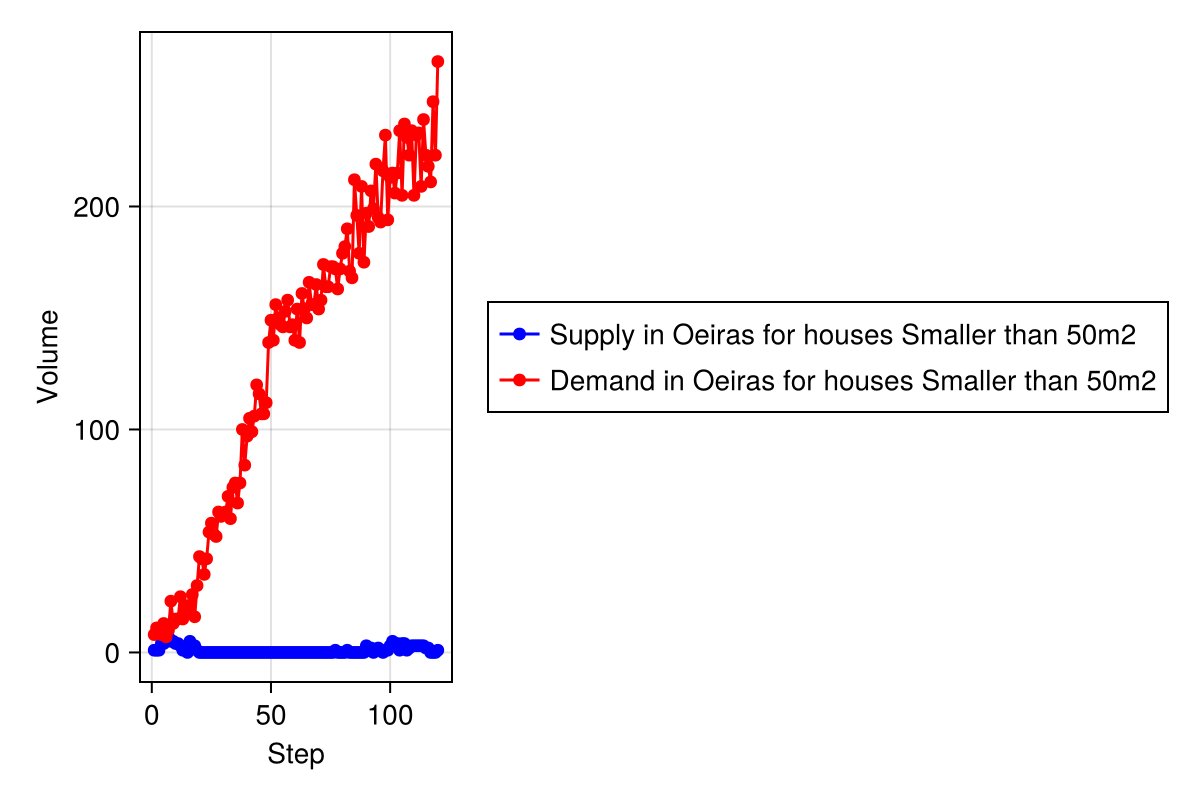 Volume
200
100
0
0
50
100
Step
Supply in Oeiras for houses Smaller than 50m2
Demand in Oeiras for houses Smaller than 50m2